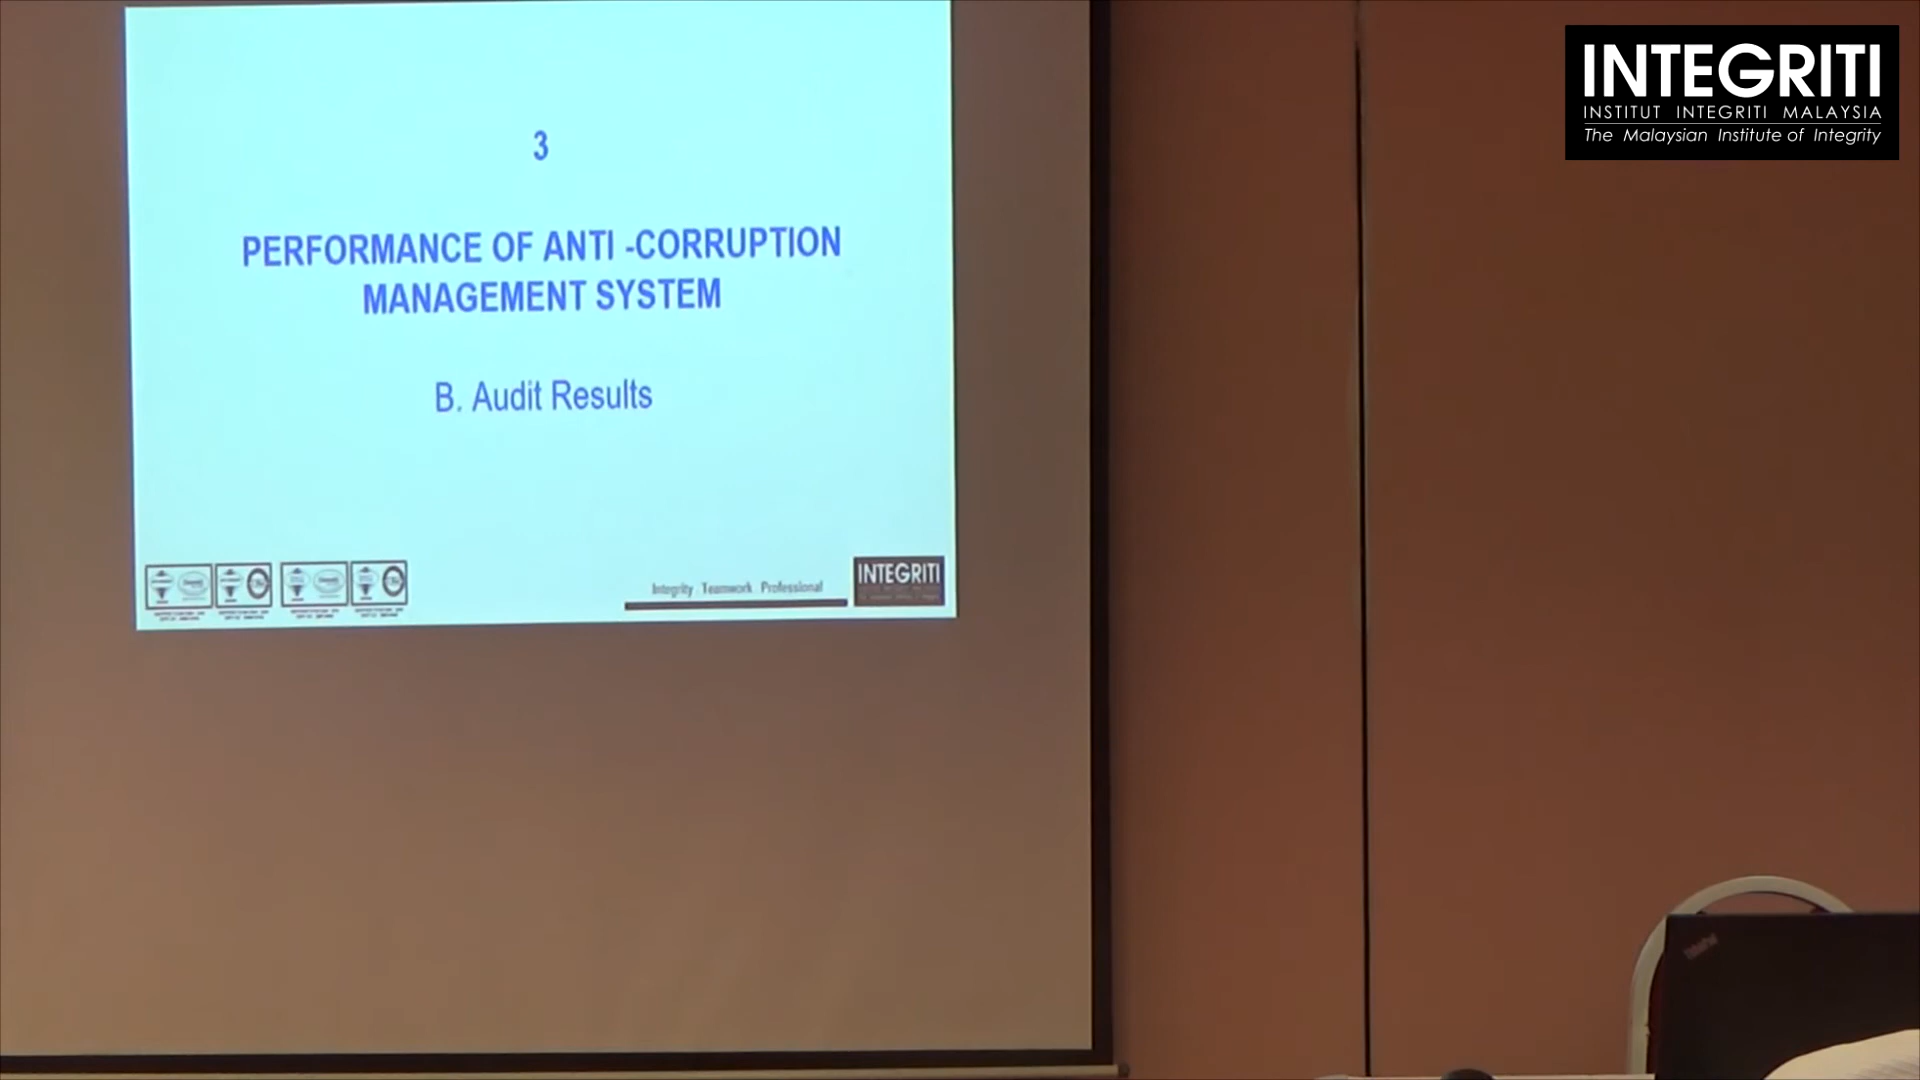 3
PERFORMANCE OF ANTI -CORRUPTION
MANAGEMENT SYSTEM
B. Audit Results
Integrity Teamwork Professional
INTEGRITI
INTEGRITI
INSTITUT INTEGRITI MALAYSIA
The Malaysian Institute of Integrity
ThinkPad